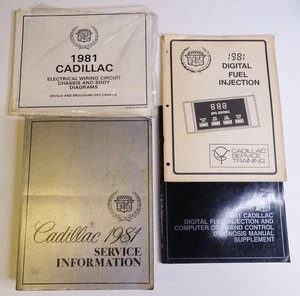 1981
CADILLAC
ELECTRICAL WIRING CIRCUIT
CHASSIS AND BODY
DIAGRAMS
1981
DIGITAL
FUEL
INJECTION
888
CADILLAC
SERVICE
TRAINING
Cadillac 1981
SERVICE
INFORMATION
1981 CADILLAC
DIGITAL FUEL INJECTION AND
COMPUTER COMMAND CONTROL
DIAGNOSIS MANUAL
SUPPLEMENT